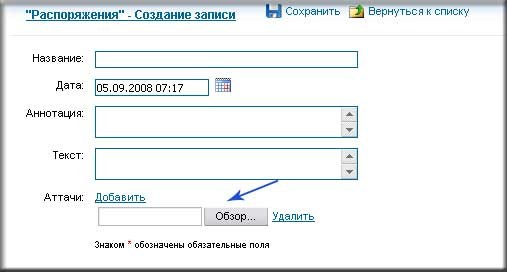 "Распоряжения" - Создание записи Сохранить Вернуться к списку
Название:
Дата: 05.09.2008 07:17
Аннотация:
Текст:
Аттачи: Добавить
Обзор... Удалить
Знаком * обозначены обязательные поля